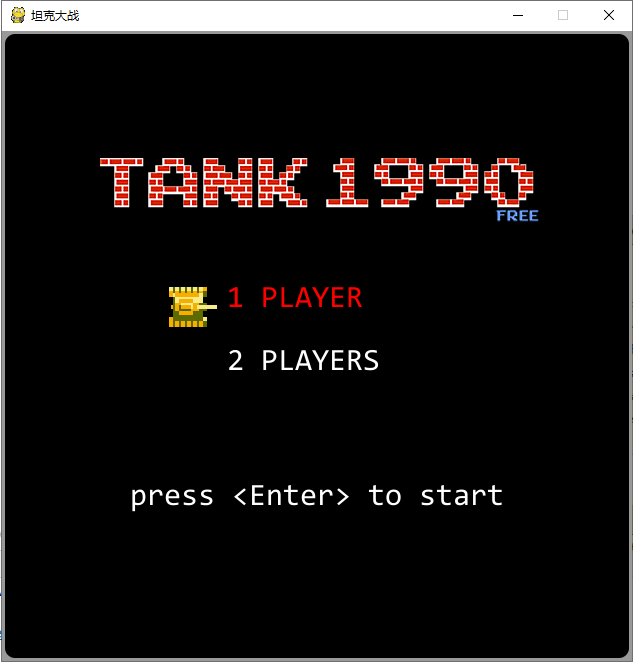 坦克大战
TANK 1990
FREE
1 PLAYER
2 PLAYERS
press <Enter> to start